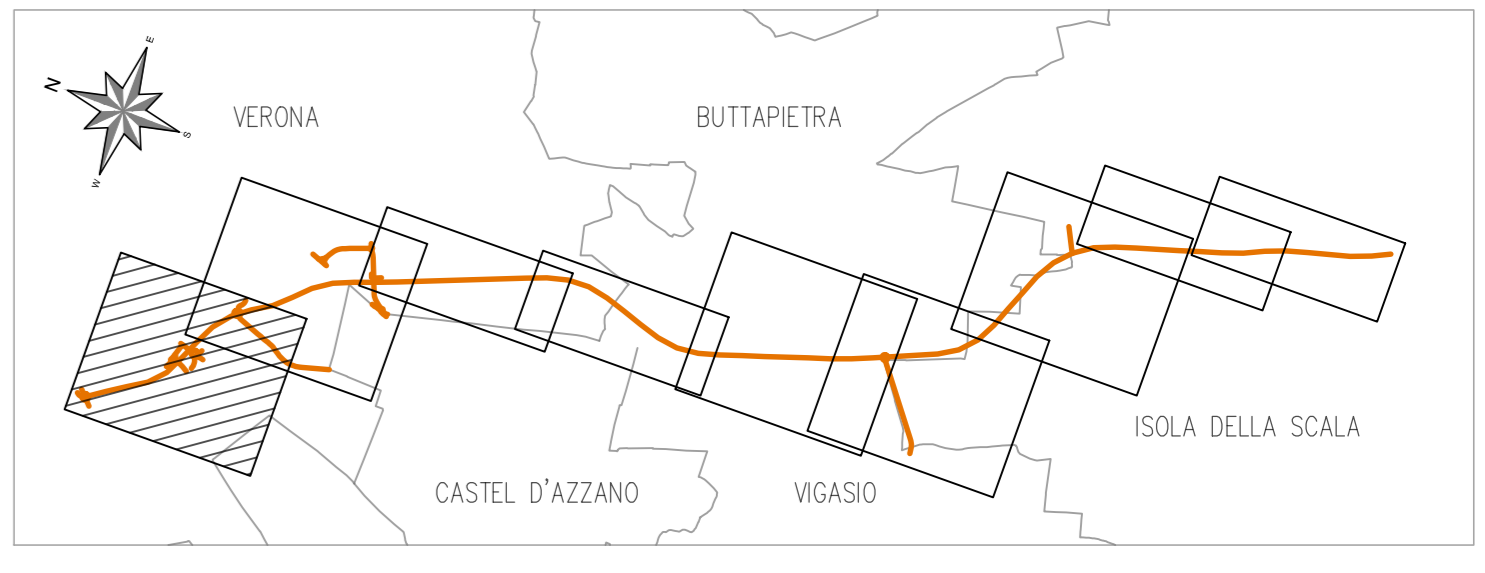 E
N
S
W
VERONA
BUTTAPIETRA
ISOLA DELLA SCALA
CASTEL D'AZZANO
VIGASIO